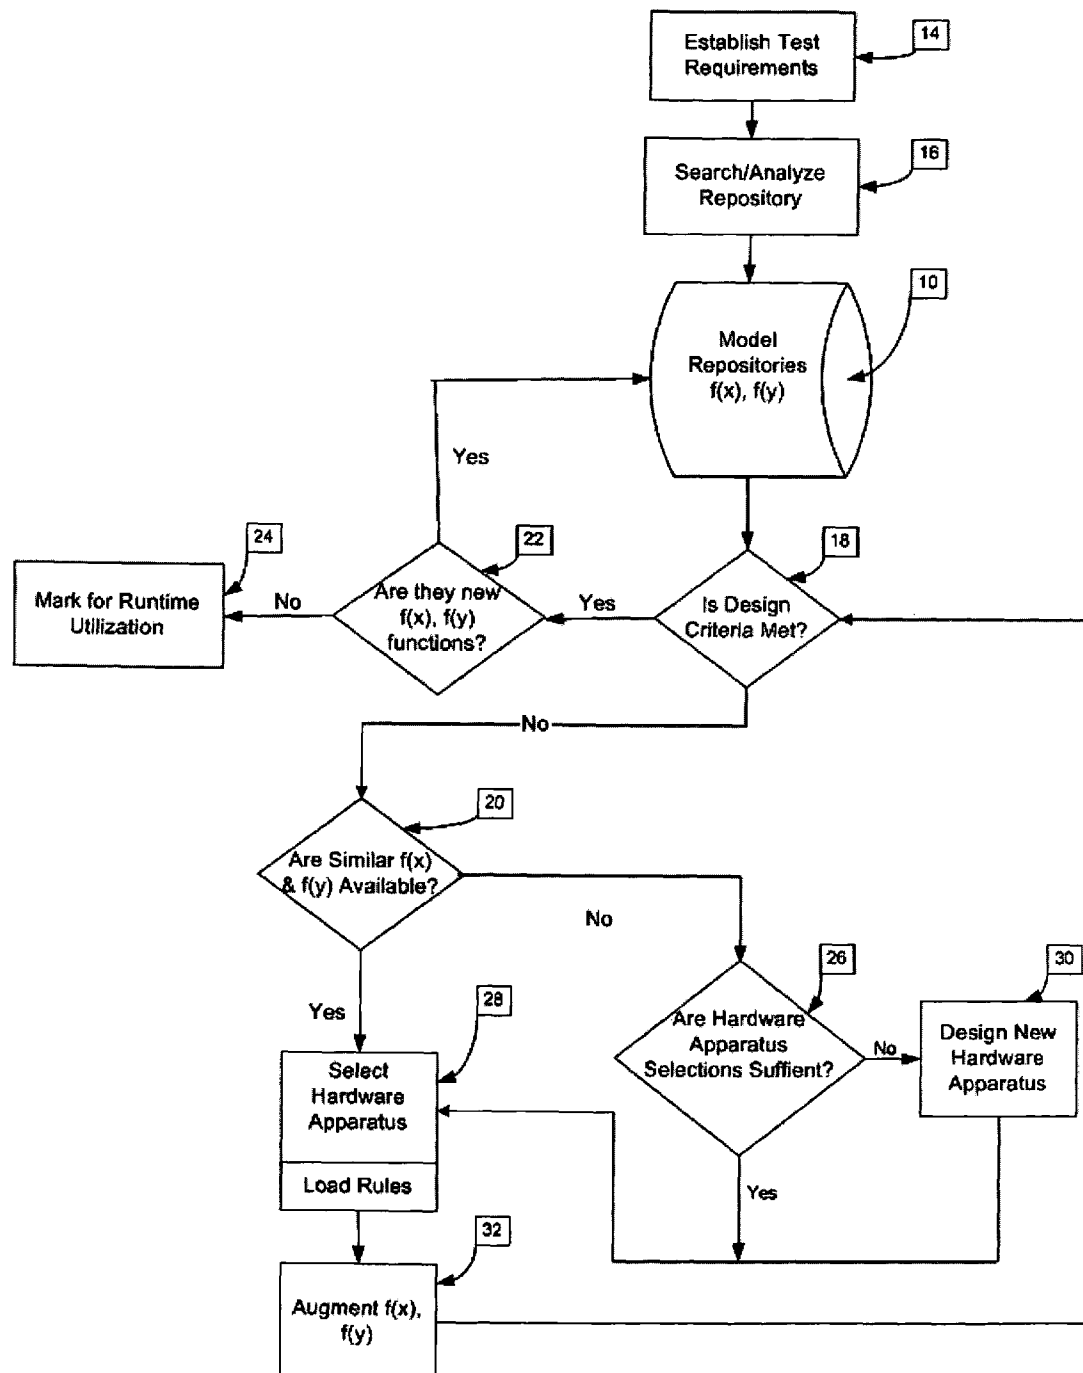 14
Establish Test
Requirements
16
Search/Analyze
Repository
10
Model
Repositories
f(x), f(y)
Yes
24
22
18
Mark for Runtime
Utilization
No
Are they new
f(x), f(y)
functions?
Yes
Is Design
Criteria Met?
No
20
Are Similar f(x)
& f(y) Available?
No
26
30
Yes
28
Are Hardware
Apparatus
Selections Suffient?
No
Design New
Hardware
Apparatus
Select
Hardware
Apparatus
Load Rules
Yes
32
Augment f(x),
f(y)